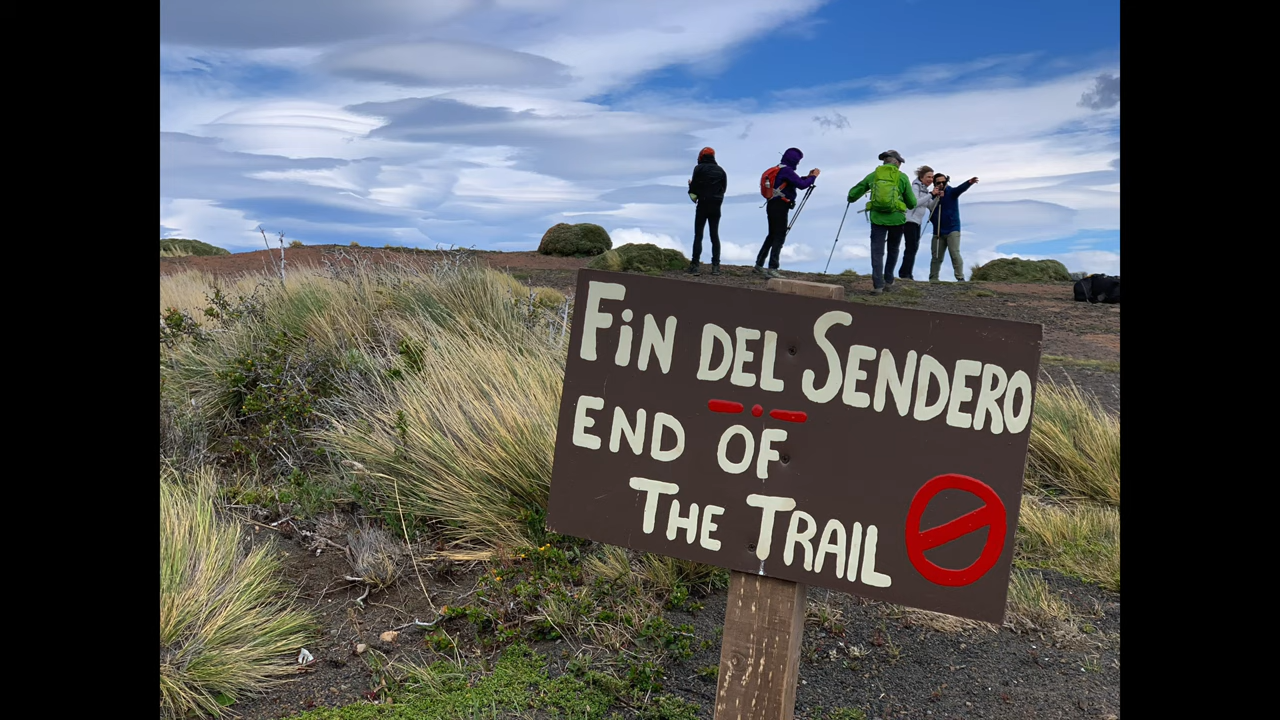 FiN DEL SENDERO
END OF
THE TRAIL